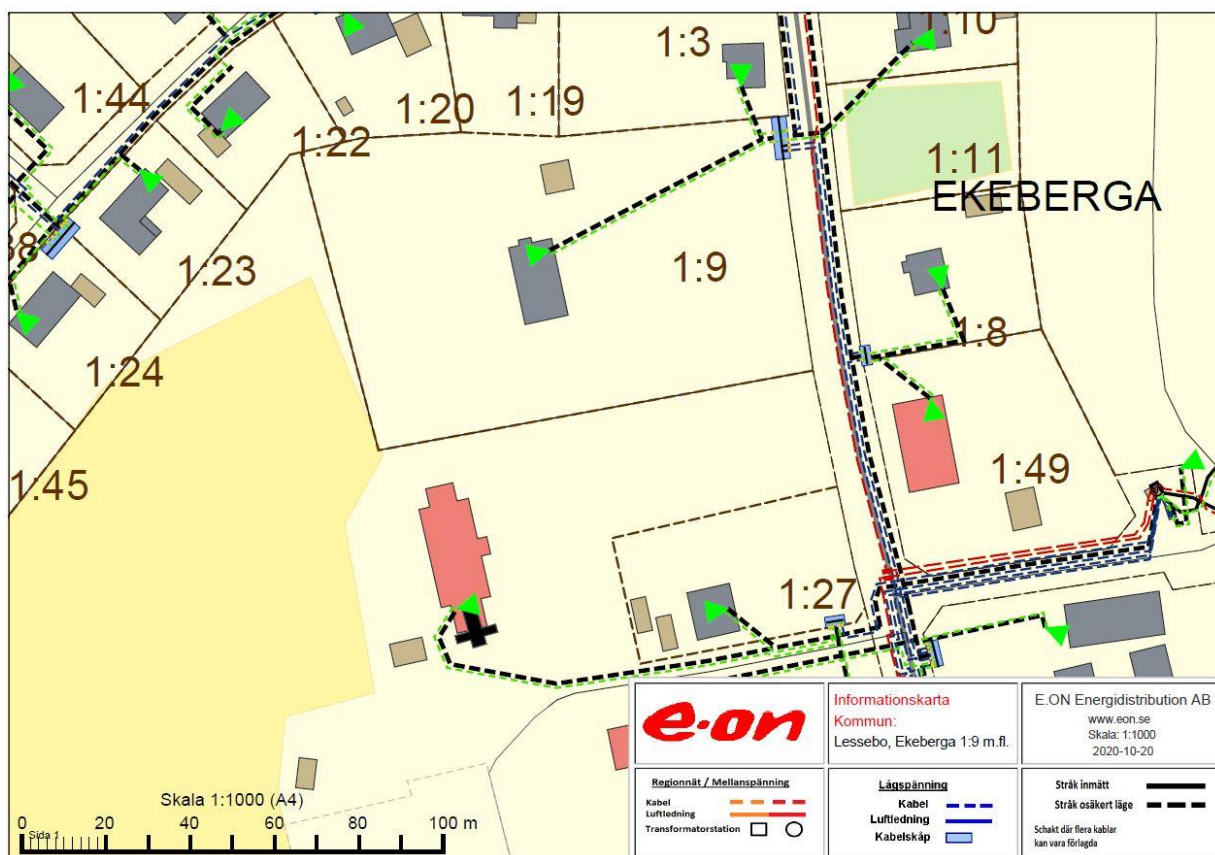 1:44
1:20
1:19
1:3
1:10
1:22
1:11
EKEBERGA
38
1:23
1:9
1:8
1:24
1:45
1:49
1:27
Skala 1:1000 (A4)
0 20 40 60 80 100 m
Sida 1
e·on
Informationskarta
Kommun:
Lessebo, Ekeberga 1:9 m.fl.
E.ON Energidistribution AB
www.eon.se
Skala: 1:1000
2020-10-20
Regionnät / Mellanspänning
Kabel
Luftledning
Transformatorstation
Lågspänning
Kabel
Luftledning
Kabelskåp
Stråk inmätt
Stråk osäkert läge
Schakt där flera kablar
kan vara förlagda